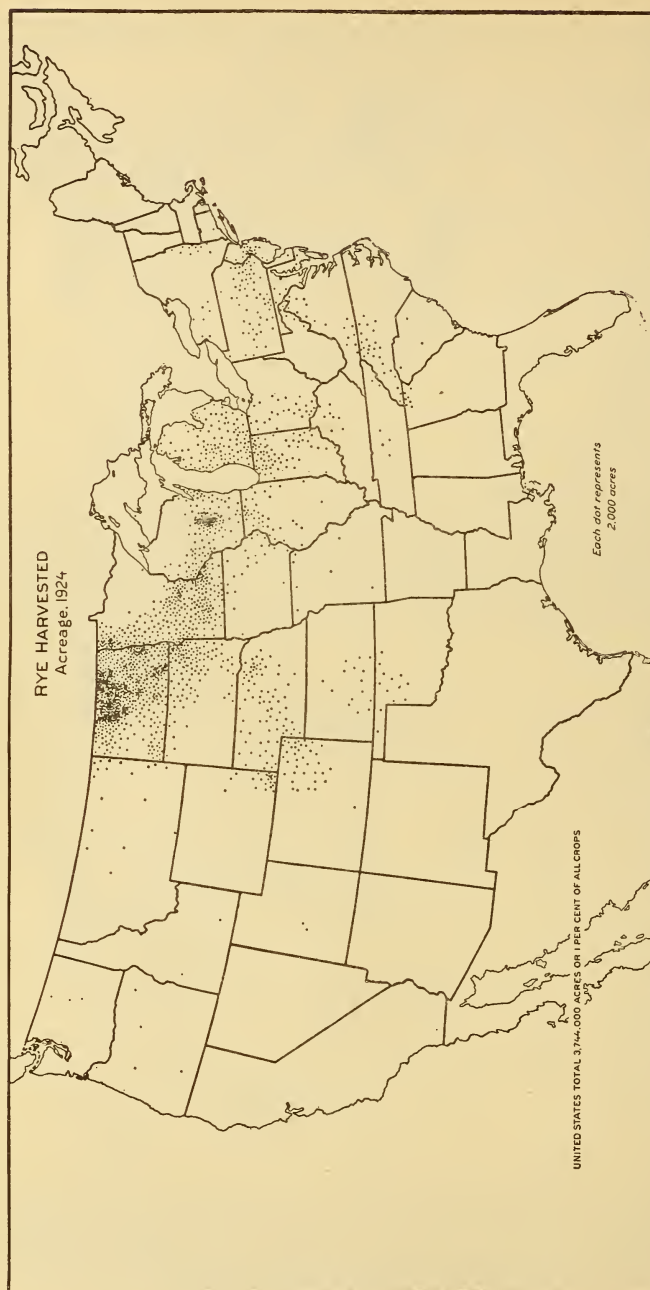 RYE HARVESTED
Acreage. 1924
Each dot represents
2,000 acres
UNITED STATES TOTAL 3,744,000 ACRES OR 1 PER CENT OF ALL CROPS